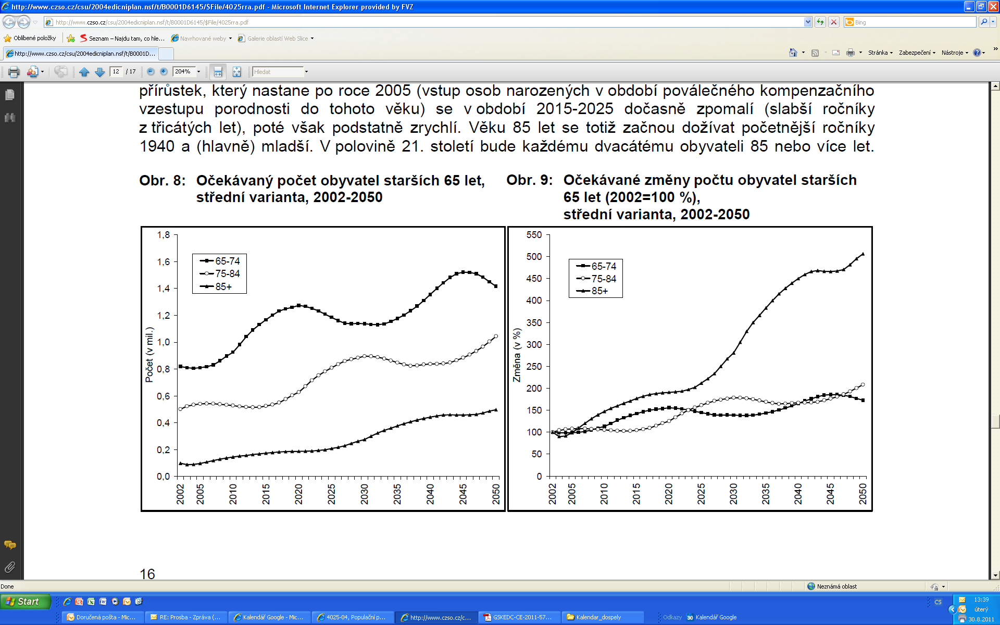 http://www.czso.cz/csu/2004edicniplan.nsf/t/B0001D6145/$File/4025rra.pdf - Microsoft Internet Explorer provided by FVZ
http://www.czso.cz/csu/2004edicniplan.nsf/t/B0001D6145/$File/4025rra.pdf
Bing
Oblíbené položky
Seznam – Najdu tam, co hle...
Navrhované weby
Galerie oblastí Web Slice
http://www.czso.cz/csu/2004edicniplan.nsf/t/B0001D...
Stránka
Zabezpečení
Nástroje
12 / 17
204%
Hledat
přírůstek, který nastane po roce 2005 (vstup osob narozených v období poválečného kompenzačního
vzestupu porodnosti do tohoto věku) se v období 2015-2025 dočasně zpomalí (slabší ročníky
z třicátých let), poté však podstatně zrychlí. Věku 85 let se totiž začnou dožívat početnější ročníky
1940 a (hlavně) mladší. V polovině 21. století bude každému dvacátému obyvateli 85 nebo více let.
Obr. 8: Očekávaný počet obyvatel starších 65 let,
střední varianta, 2002-2050
Obr. 9: Očekávané změny počtu obyvatel starších
65 let (2002=100 %),
střední varianta, 2002-2050
1,8
1,6
1,4
1,2
1,0
0,8
0,6
0,4
0,2
0,0
Počet (v mil.)
65-74
75-84
85+
2002 2005 2010 2015 2020 2025 2030 2035 2040 2045 2050
550
500
450
400
350
300
250
200
150
100
50
0
Změna (v %)
65-74
75-84
85+
2002 2005 2010 2015 2020 2025 2030 2035 2040 2045 2050
16
Done
Neznámá oblast
Start
CS
13:39
úterý
30.8.2011
Doručená pošta - Mic...
RE: Prosba - Zpráva (...
Kalendář Google - Mic...
4025-04, Populační p...
http://www.czso.cz/c...
GSKEDC-CE-2011-57...
Kalendar_dospely
Odkazy
30 Kalendář Google